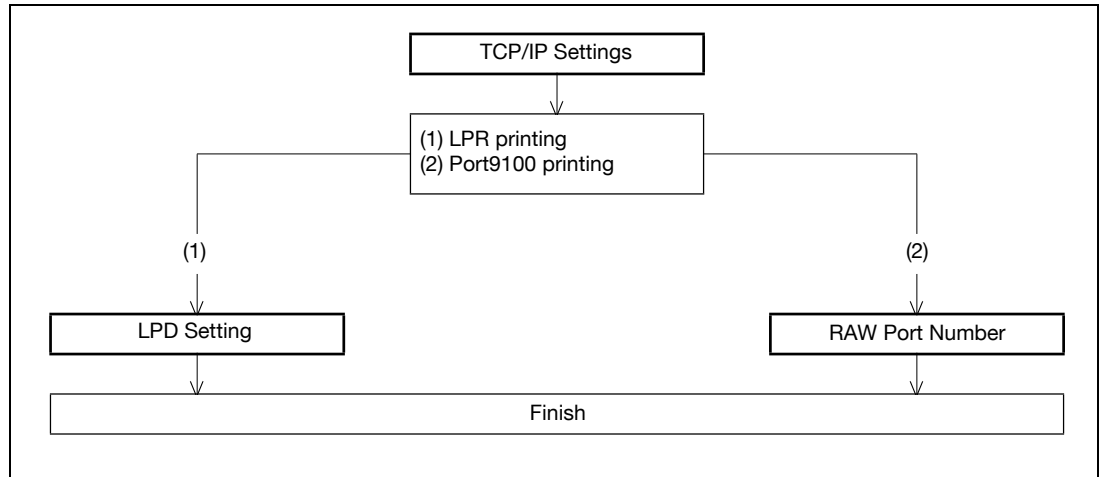 TCP/IP Settings
(1) LPR printing
(2) Port9100 printing
(1)
(2)
LPD Setting
RAW Port Number
Finish